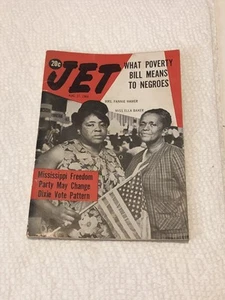 20c
JET
WHAT POVERTY
BILL MEANS
TO NEGROES
MRS. FANNIE HAMER
MISS ELLA BAKER
Mississippi Freedom
Party May Change
Dixie Vote Pattern